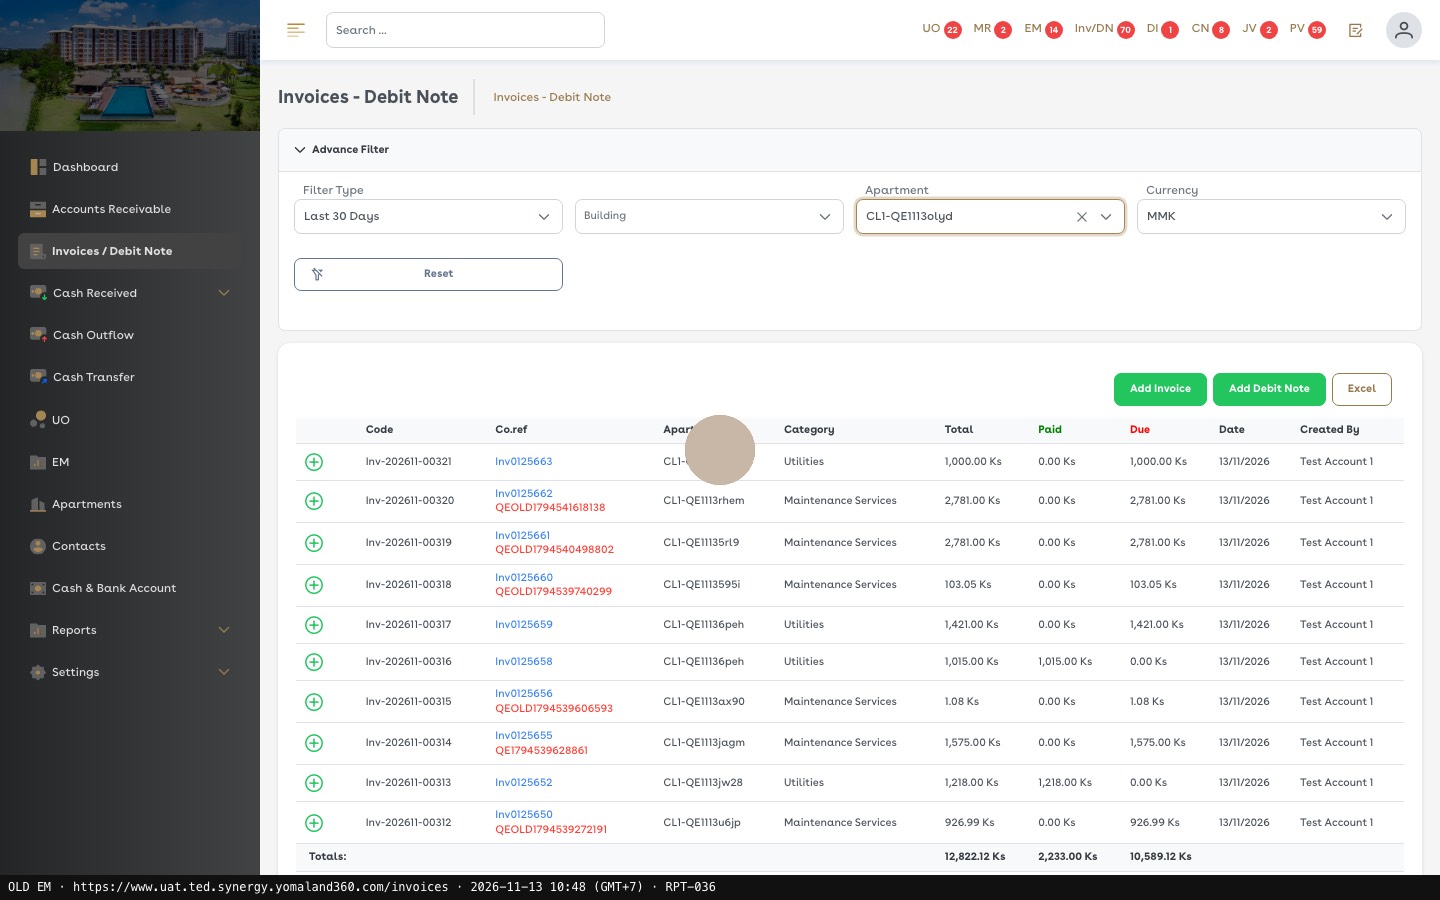 Search ...
UO 22 MR 2 EM 14 Inv/DN 70 DI 1 CN 8 JV 2 PV 59
Dashboard
Accounts Receivable
Invoices / Debit Note
Cash Received
Cash Outflow
Cash Transfer
UO
EM
Apartments
Contacts
Cash & Bank Account
Reports
Settings
Invoices - Debit Note Invoices - Debit Note
Advance Filter
Filter Type Apartment Currency
Last 30 Days Building CL1-QE1113olyd MMK
Reset
Add Invoice Add Debit Note Excel
Code Co.ref Category Total Paid Due Date Created By
Inv-202611-00321 Inv0125663 Utilities 1,000.00 Ks 0.00 Ks 1,000.00 Ks 13/11/2026 Test Account 1
Inv-202611-00320 Inv0125662 CL1-QE1113rhem Maintenance Services 2,781.00 Ks 0.00 Ks 2,781.00 Ks 13/11/2026 Test Account 1
QEOLD1794541618138
Inv-202611-00319 Inv0125661 CL1-QE11135rl9 Maintenance Services 2,781.00 Ks 0.00 Ks 2,781.00 Ks 13/11/2026 Test Account 1
QEOLD1794540498802
Inv-202611-00318 Inv0125660 CL1-QE1113595i Maintenance Services 103.05 Ks 0.00 Ks 103.05 Ks 13/11/2026 Test Account 1
QEOLD1794539740299
Inv-202611-00317 Inv0125659 CL1-QE11136peh Utilities 1,421.00 Ks 0.00 Ks 1,421.00 Ks 13/11/2026 Test Account 1
Inv-202611-00316 Inv0125658 CL1-QE11136peh Utilities 1,015.00 Ks 1,015.00 Ks 0.00 Ks 13/11/2026 Test Account 1
Inv-202611-00315 Inv0125656 CL1-QE1113ax90 Maintenance Services 1.08 Ks 0.00 Ks 1.08 Ks 13/11/2026 Test Account 1
QEOLD1794539606593
Inv-202611-00314 Inv0125655 CL1-QE1113jagm Maintenance Services 1,575.00 Ks 0.00 Ks 1,575.00 Ks 13/11/2026 Test Account 1
QE1794539628861
Inv-202611-00313 Inv0125652 CL1-QE1113jw28 Utilities 1,218.00 Ks 1,218.00 Ks 0.00 Ks 13/11/2026 Test Account 1
Inv-202611-00312 Inv0125650 CL1-QE1113u6jp Maintenance Services 926.99 Ks 0.00 Ks 926.99 Ks 13/11/2026 Test Account 1
QEOLD1794539272191
Totals: 12,822.12 Ks 2,233.00 Ks 10,589.12 Ks
OLD EM · https://www.uat.ted.synergy.yomaland360.com/invoices · 2026-11-13 10:48 (GMT+7) · RPT-036